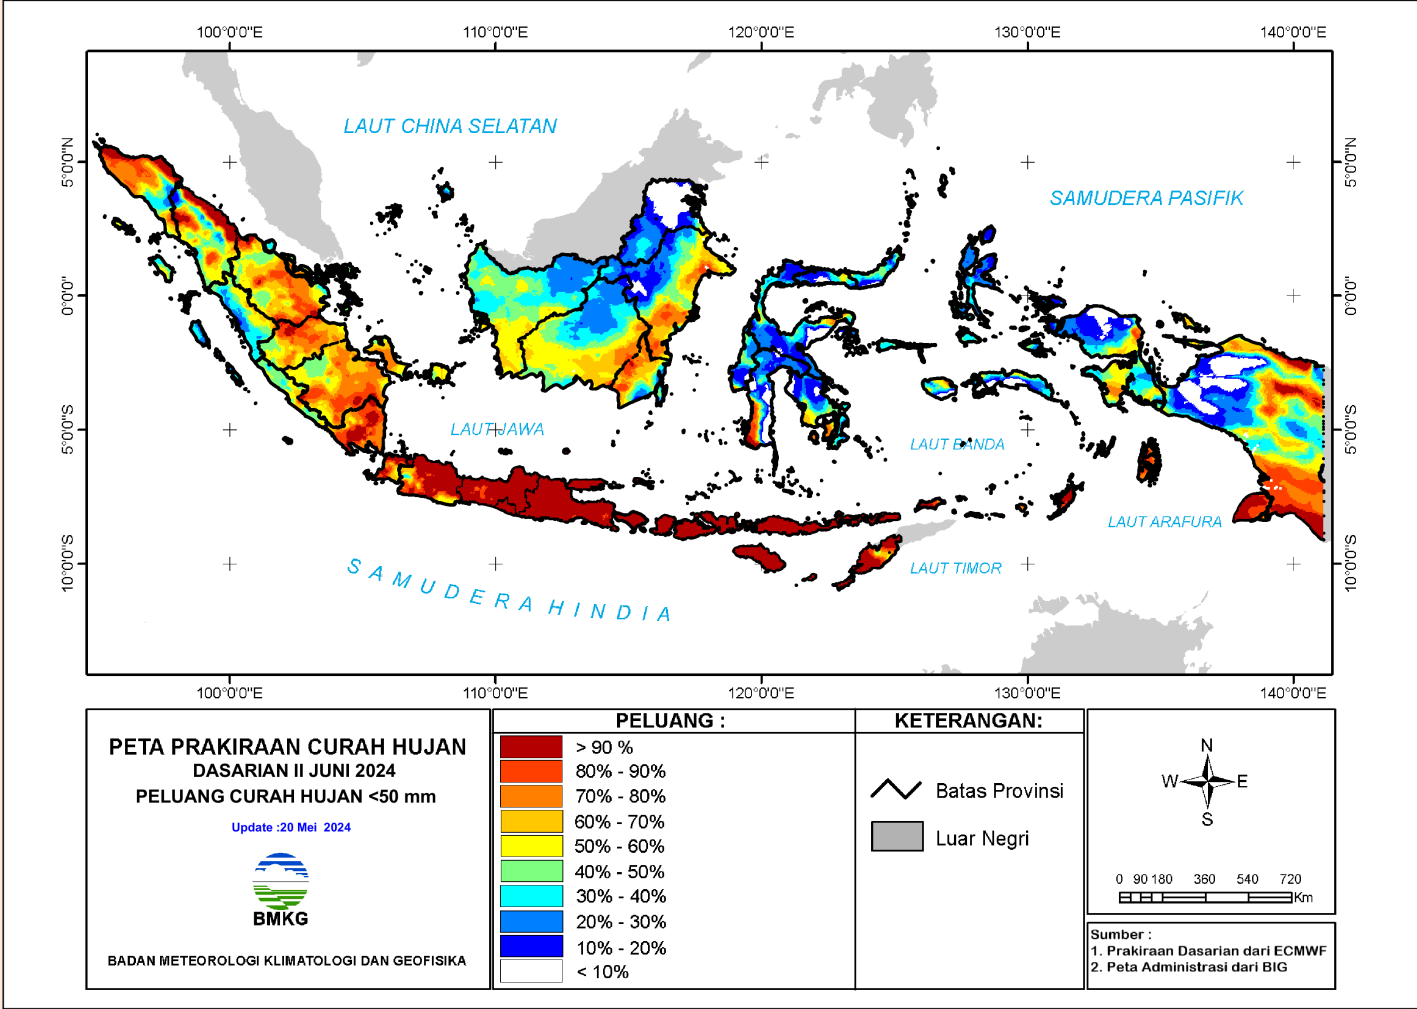 100°0'0"E 110°0'0"E 120°0'0"E 130°0'0"E 140°0'0"E
5°0'0"N
0°0'0"
5°0'0"S
10°0'0"S
LAUT CHINA SELATAN
SAMUDERA PASIFIK
LAUT JAWA
LAUT BANDA
LAUT ARAFURA
LAUT TIMOR
SAMUDERA HINDIA
5°0'0"N
0°0'0"
5°0'0"S
10°0'0"S
100°0'0"E 110°0'0"E 120°0'0"E 130°0'0"E 140°0'0"E
PETA PRAKIRAAN CURAH HUJAN
DASARIAN II JUNI 2024
PELUANG CURAH HUJAN <50 mm
Update :20 Mei 2024
BMKG
BADAN METEOROLOGI KLIMATOLOGI DAN GEOFISIKA
PELUANG :
> 90 %
80% - 90%
70% - 80%
60% - 70%
50% - 60%
40% - 50%
30% - 40%
20% - 30%
10% - 20%
< 10%
KETERANGAN:
Batas Provinsi
Luar Negri
N
W E
S
0 90 180 360 540 720
Km
Sumber :
1. Prakiraan Dasarian dari ECMWF
2. Peta Administrasi dari BIG